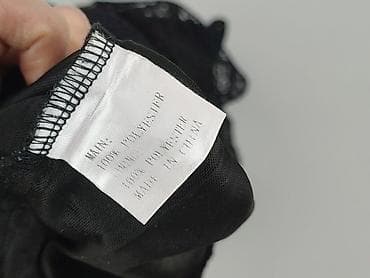 MAIN:
100% POLYESTER
100% POLYESTER
MADE IN CHINA